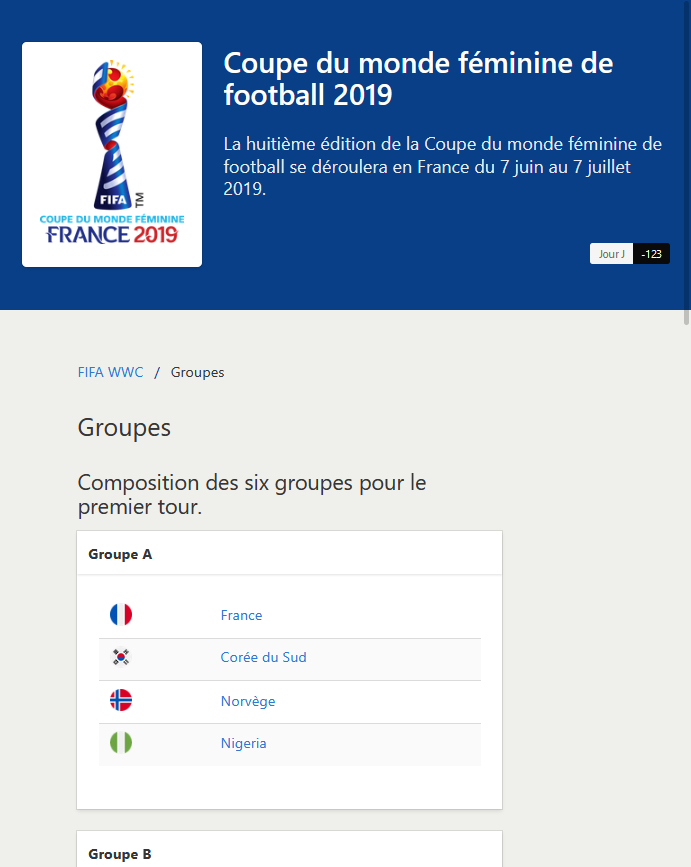 Coupe du monde féminine de
football 2019
La huitième édition de la Coupe du monde féminine de
football se déroulera en France du 7 juin au 7 juillet
2019.
FIFA
TM
COUPE DU MONDE FÉMININE
FRANCE 2019
Jour J -123
FIFA WWC / Groupes
Groupes
Composition des six groupes pour le
premier tour.
Groupe A
France
Corée du Sud
Norvège
Nigeria
Groupe B